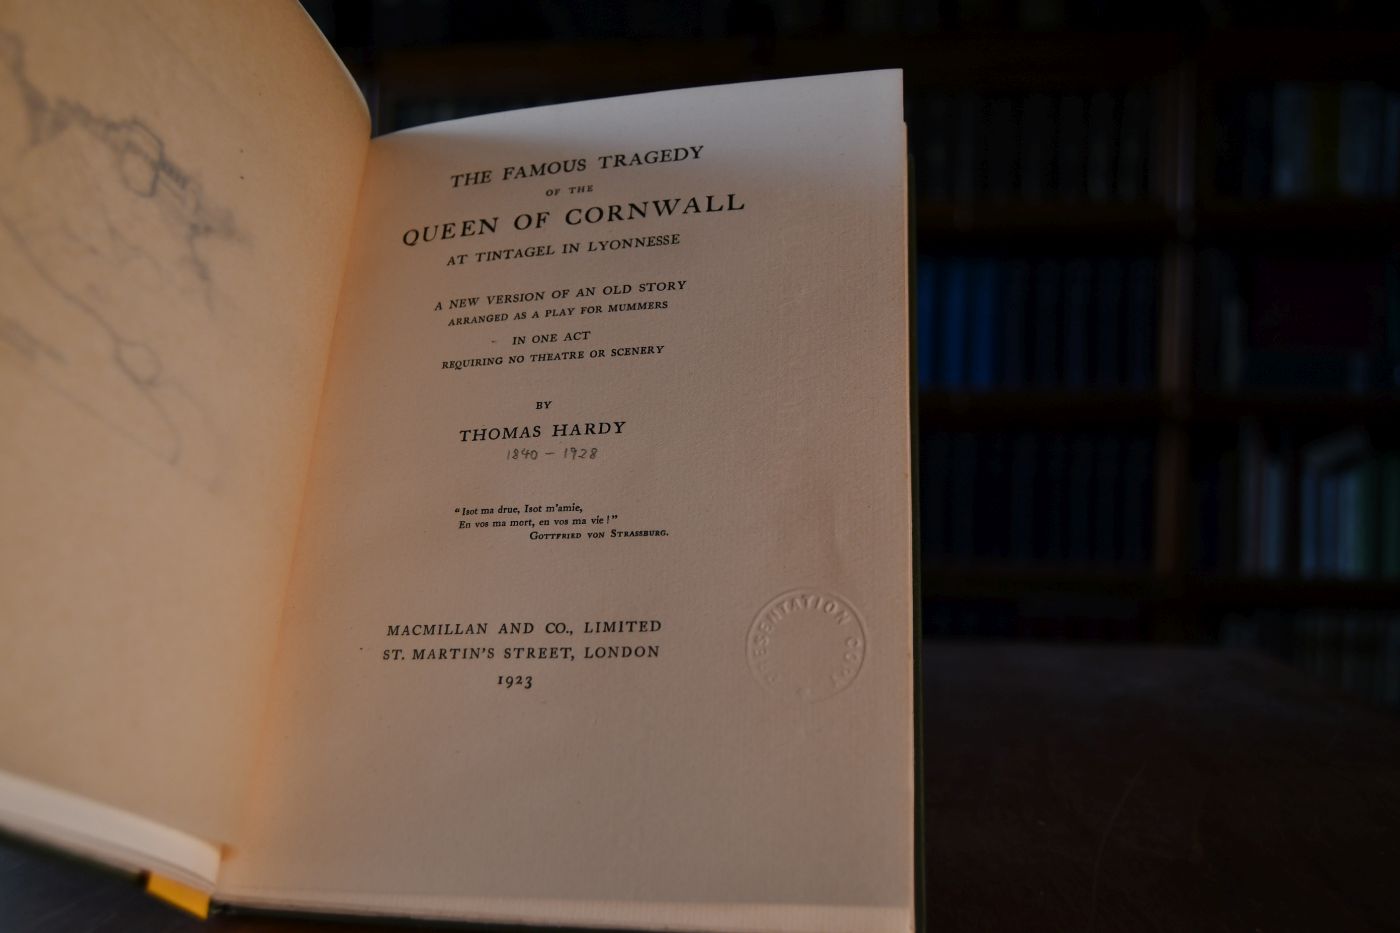 THE FAMOUS TRAGEDY
OF THE
QUEEN OF CORNWALL
AT TINTAGEL IN LYONNESSE
A NEW VERSION OF AN OLD STORY
ARRANGED AS A PLAY FOR MUMMERS
IN ONE ACT
REQUIRING NO THEATRE OR SCENERY
BY
THOMAS HARDY
1840 – 1928
“Isot ma drue, Isot m'amie,
En vos ma mort, en vos ma vie!”
GOTTFRIED VON STRASSBURG.
MACMILLAN AND CO., LIMITED
ST. MARTIN'S STREET, LONDON
1923
PRESENTATION COPY